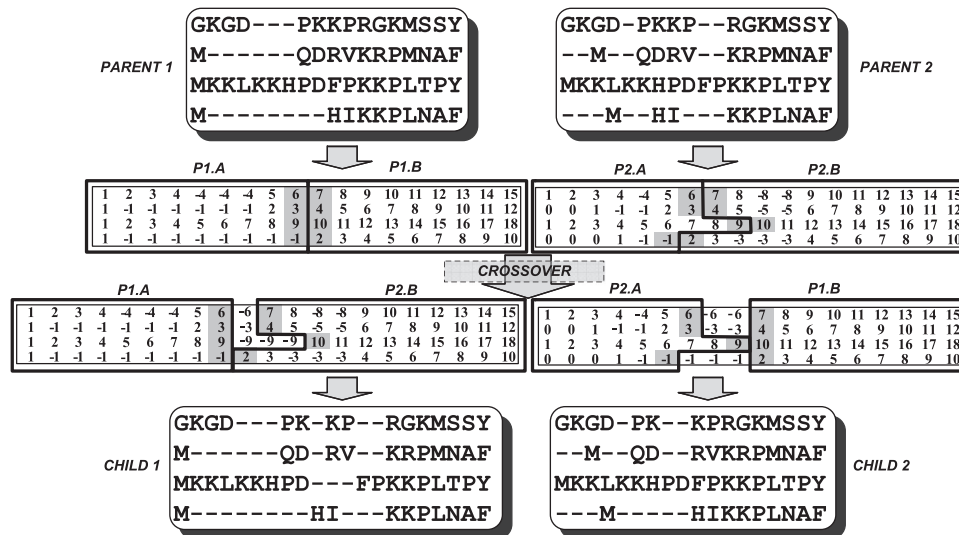 GKGD---PKKPRGKMSSY
M------QDRVKRPMNAF
MKKLKKHPDFPKKPLTPY
M--------HIKKPLNAF
PARENT 1
GKGD-PKKP--RGKMSSY
--M--QDRV--KRPMNAF
MKKLKKHPDFPKKPLTPY
---M--HI---KKPLNAF
PARENT 2
P1.A P1.B
1 2 3 4 -4 -4 -4 5 6 7 8 9 10 11 12 13 14 15
1 -1 -1 -1 -1 -1 -1 2 3 4 5 6 7 8 9 10 11 12
1 2 3 4 5 6 7 8 9 10 11 12 13 14 15 16 17 18
1 -1 -1 -1 -1 -1 -1 -1 -1 2 3 4 5 6 7 8 9 10
P2.A P2.B
1 2 3 4 -4 5 6 7 8 -8 -8 9 10 11 12 13 14 15
0 0 1 -1 -1 2 3 4 5 -5 -5 6 7 8 9 10 11 12
1 2 3 4 5 6 7 8 9 10 11 12 13 14 15 16 17 18
0 0 0 1 -1 -1 2 3 -3 -3 -3 4 5 6 7 8 9 10
CROSSOVER
P1.A P2.B
1 2 3 4 -4 -4 -4 5 6 -6 7 8 -8 -8 9 10 11 12 13 14 15
1 -1 -1 -1 -1 -1 -1 2 3 -3 4 5 -5 -5 6 7 8 9 10 11 12
1 2 3 4 5 6 7 8 9 -9 -9 -9 10 11 12 13 14 15 16 17 18
1 -1 -1 -1 -1 -1 -1 -1 -1 2 3 -3 -3 -3 4 5 6 7 8 9 10
P2.A P1.B
1 2 3 4 -4 5 6 -6 -6 7 8 9 10 11 12 13 14 15
0 0 1 -1 -1 2 3 -3 -3 4 5 6 7 8 9 10 11 12
1 2 3 4 5 6 7 8 9 10 11 12 13 14 15 16 17 18
0 0 0 1 -1 -1 -1 -1 -1 2 3 4 5 6 7 8 9 10
GKGD---PK-KP--RGKMSSY
M------QD-RV--KRPMNAF
MKKLKKHPD---FPKKPLTPY
M--------HI---KKPLNAF
CHILD 1
GKGD-PK--KPRGKMSSY
--M--QD--RVKRPMNAF
MKKLKKHPDFPKKPLTPY
---M-----HIKKPLNAF
CHILD 2